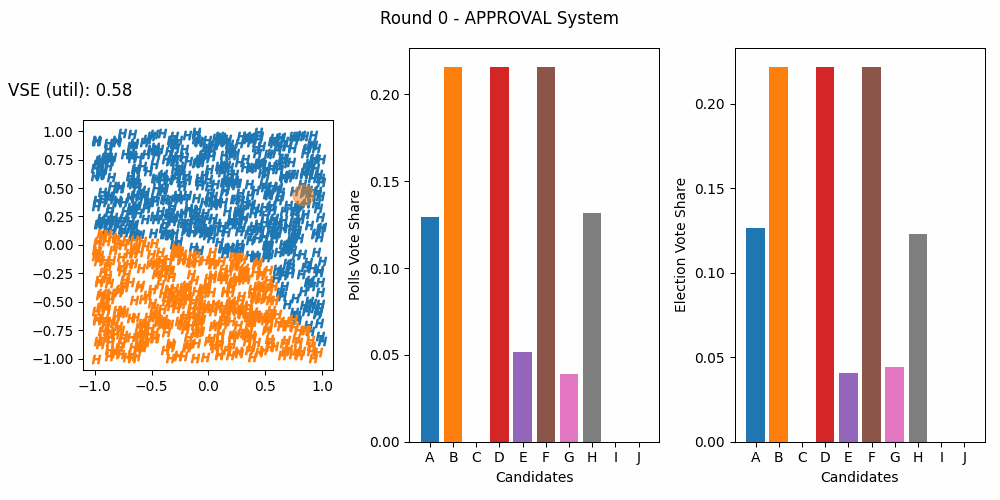 Round 0 - APPROVAL System
VSE (util): 0.58
1.00
0.75
0.50
0.25
0.00
−0.25
−0.50
−0.75
−1.00
−1.0 −0.5 0.0 0.5 1.0
Polls Vote Share
0.20
0.15
0.10
0.05
0.00
A B C D E F G H I J
Candidates
Election Vote Share
0.20
0.15
0.10
0.05
0.00
A B C D E F G H I J
Candidates